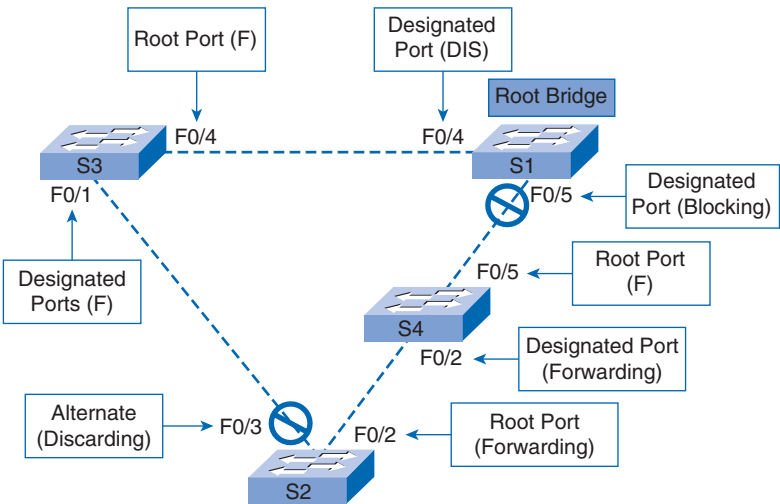 Root Port (F)
Designated
Port (DIS)
Root Bridge
F0/4
F0/4
S3
S1
F0/1
F0/5
Designated
Port (Blocking)
Designated
Ports (F)
F0/5
Root Port
(F)
S4
F0/2
Designated Port
(Forwarding)
Alternate
(Discarding)
F0/3
F0/2
Root Port
(Forwarding)
S2